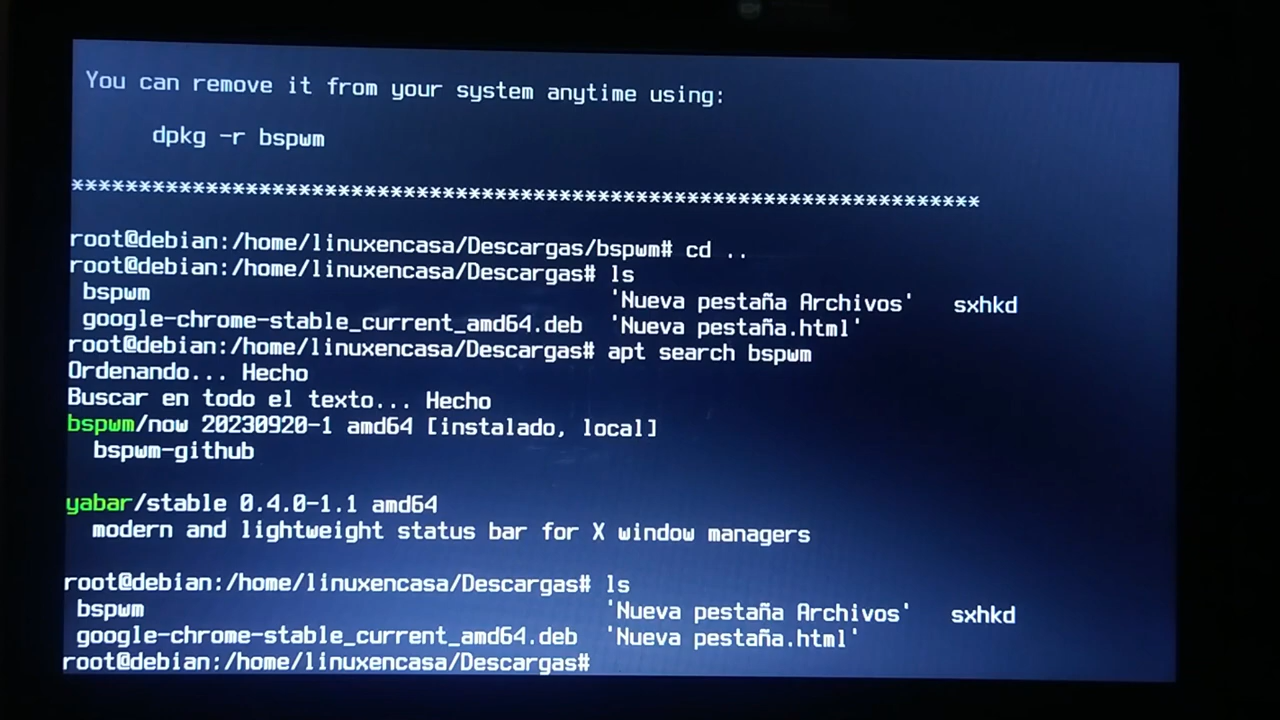 You can remove it from your system anytime using:
dpkg -r bspwm
***********************************************************************
root@debian:/home/linuxencasa/Descargas/bspwm# cd ..
root@debian:/home/linuxencasa/Descargas# ls
bspwm 'Nueva pestaña Archivos' sxhkd
google-chrome-stable_current_amd64.deb 'Nueva pestaña.html'
root@debian:/home/linuxencasa/Descargas# apt search bspwm
Ordenando... Hecho
Buscar en todo el texto... Hecho
bspwm/now 20230920-1 amd64 [instalado, local]
bspwm-github
yabar/stable 0.4.0-1.1 amd64
modern and lightweight status bar for X window managers
root@debian:/home/linuxencasa/Descargas# ls
bspwm 'Nueva pestaña Archivos' sxhkd
google-chrome-stable_current_amd64.deb 'Nueva pestaña.html'
root@debian:/home/linuxencasa/Descargas#